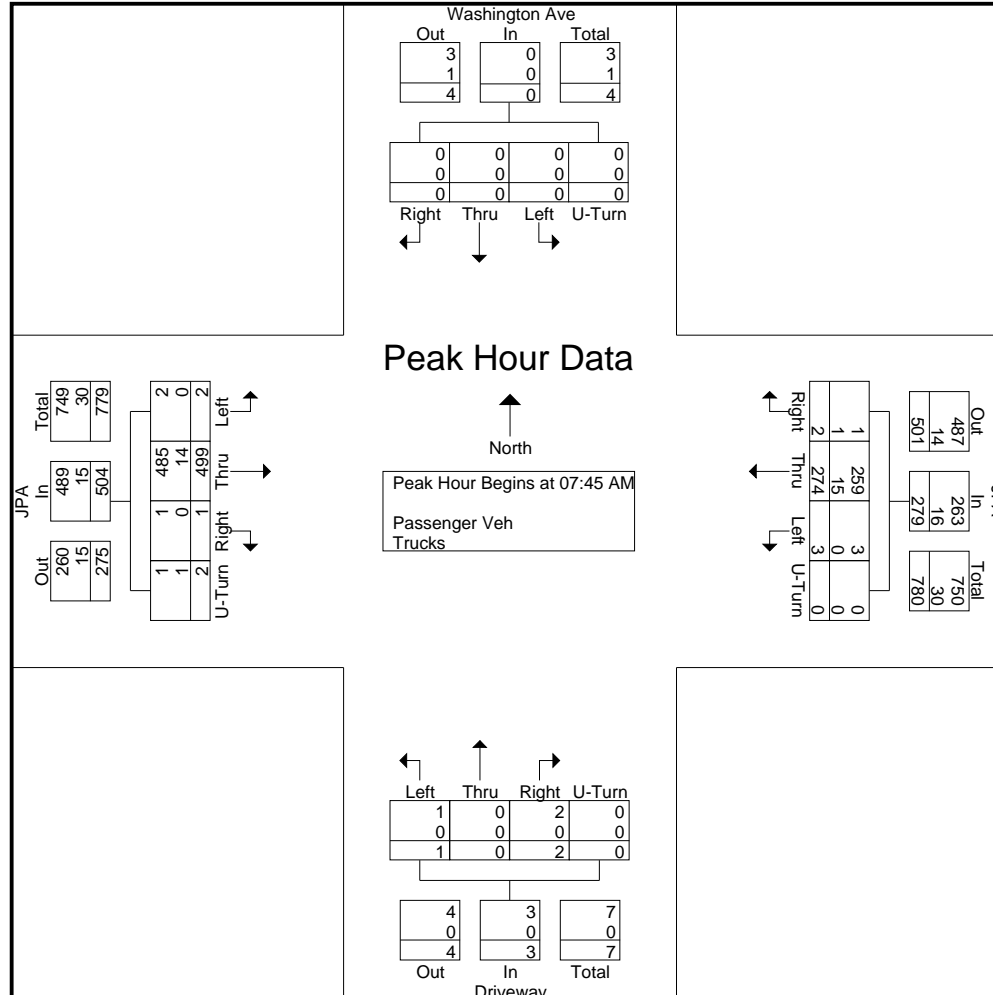 Washington Ave
Out In Total
3 0 3
1 0 1
4 0 4
0 0 0 0
0 0 0 0
0 0 0 0
Right Thru Left U-Turn
Peak Hour Data
North
Peak Hour Begins at 07:45 AM
Passenger Veh
Trucks
JPA
Total In Out
749 489 260
30 15 15
779 504 275
2 485 1 1
0 14 0 1
2 499 1 2
Left Thru Right U-Turn
Right Thru Left U-Turn
2 274 3 0
1 15 0 0
1 259 3 0
Out In Total
487 263 750
14 16 30
501 279 780
Left Thru Right U-Turn
1 0 2 0
0 0 0 0
1 0 2 0
4 3 7
0 0 0
4 3 7
Out In Total
Driveway